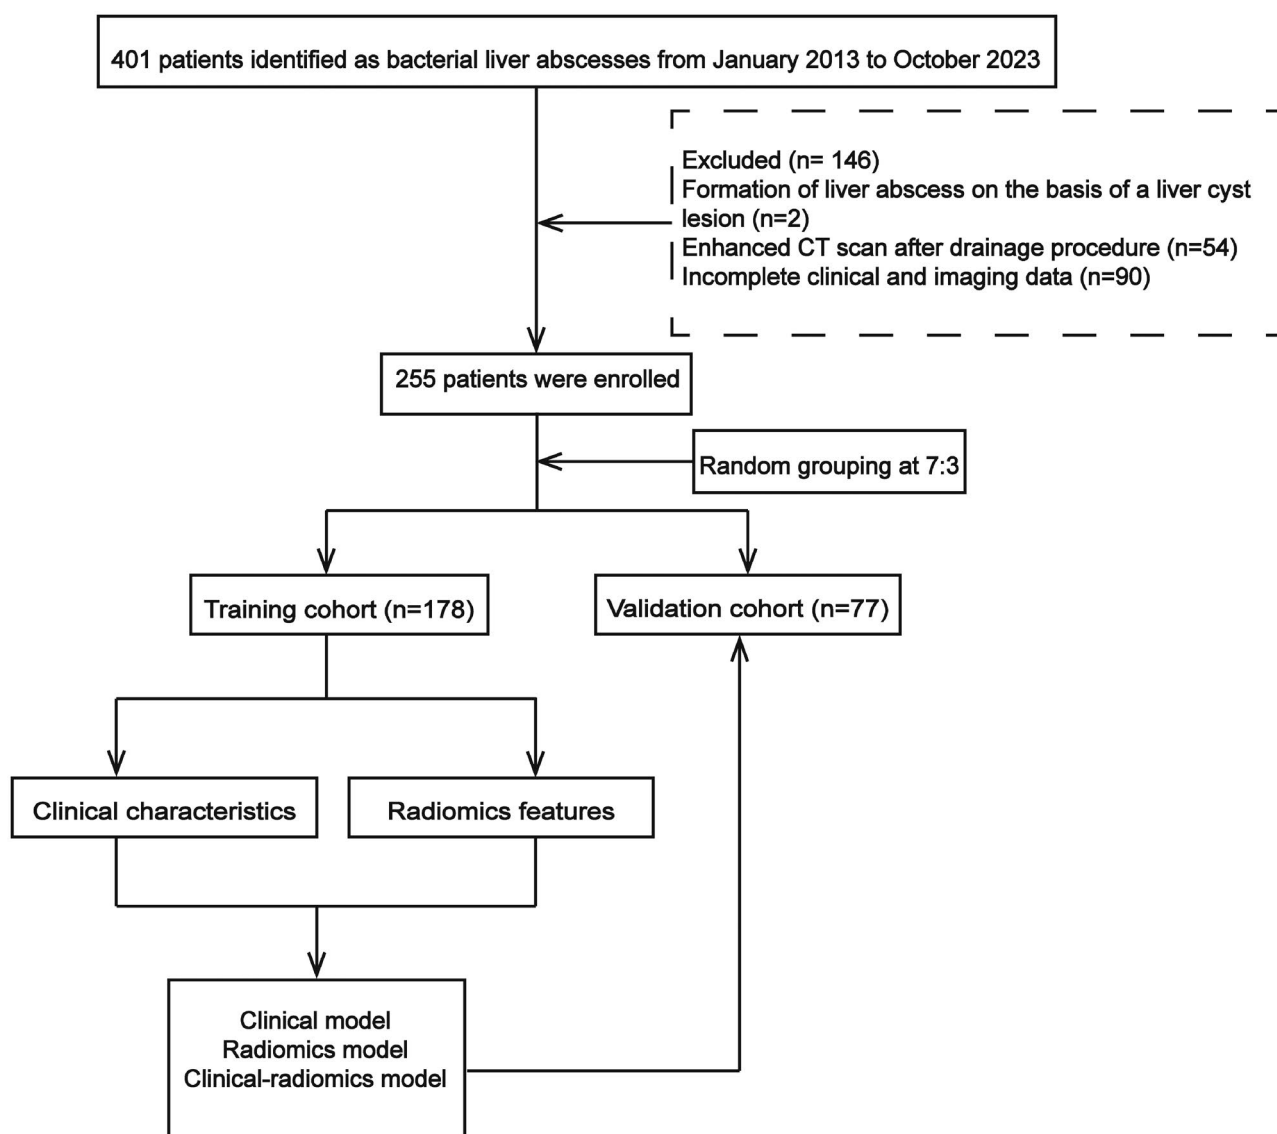 401 patients identified as bacterial liver abscesses from January 2013 to October 2023
Excluded (n= 146)
Formation of liver abscess on the basis of a liver cyst
lesion (n=2)
Enhanced CT scan after drainage procedure (n=54)
Incomplete clinical and imaging data (n=90)
255 patients were enrolled
Random grouping at 7:3
Training cohort (n=178)
Validation cohort (n=77)
Clinical characteristics
Radiomics features
Clinical model
Radiomics model
Clinical-radiomics model